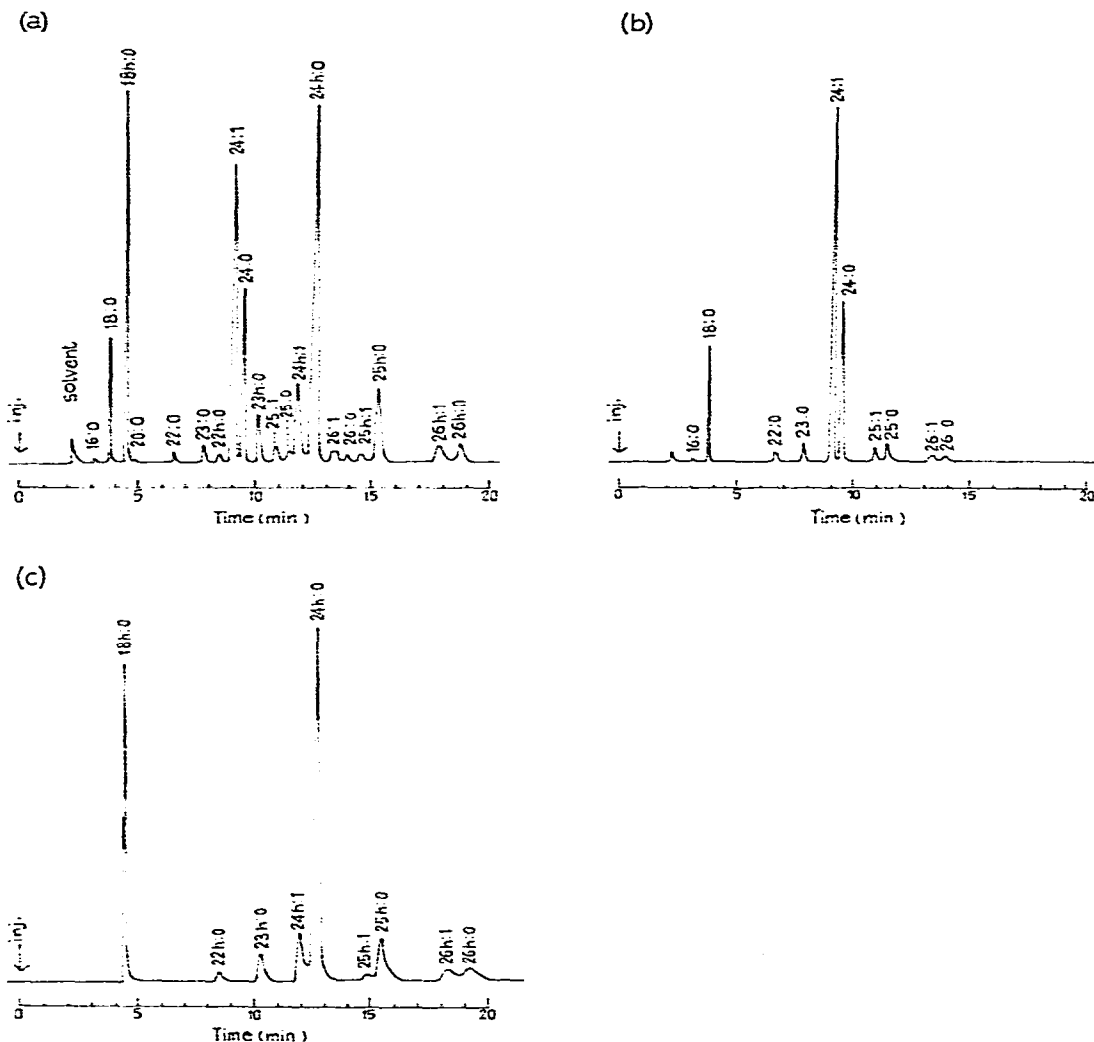 (a)
← inj.
solvent
16:0
18:0
18h:0
20:0
22:0
23:0
22h:0
24:1
24:0
23h:0
25:1
25:0
24h:1
24h:0
26:1
26:0
25h:1
25h:0
26h:1
26h:0
0 5 10 15 20
Time (min)
(b)
← inj.
16:0
18:0
22:0
23:0
24:1
24:0
25:1
25:0
26:1
26:0
0 5 10 15 20
Time (min)
(c)
← inj.
18h:0
22h:0
23h:0
24h:1
24h:0
25h:1
25h:0
26h:1
26h:0
0 5 10 15 20
Time (min)